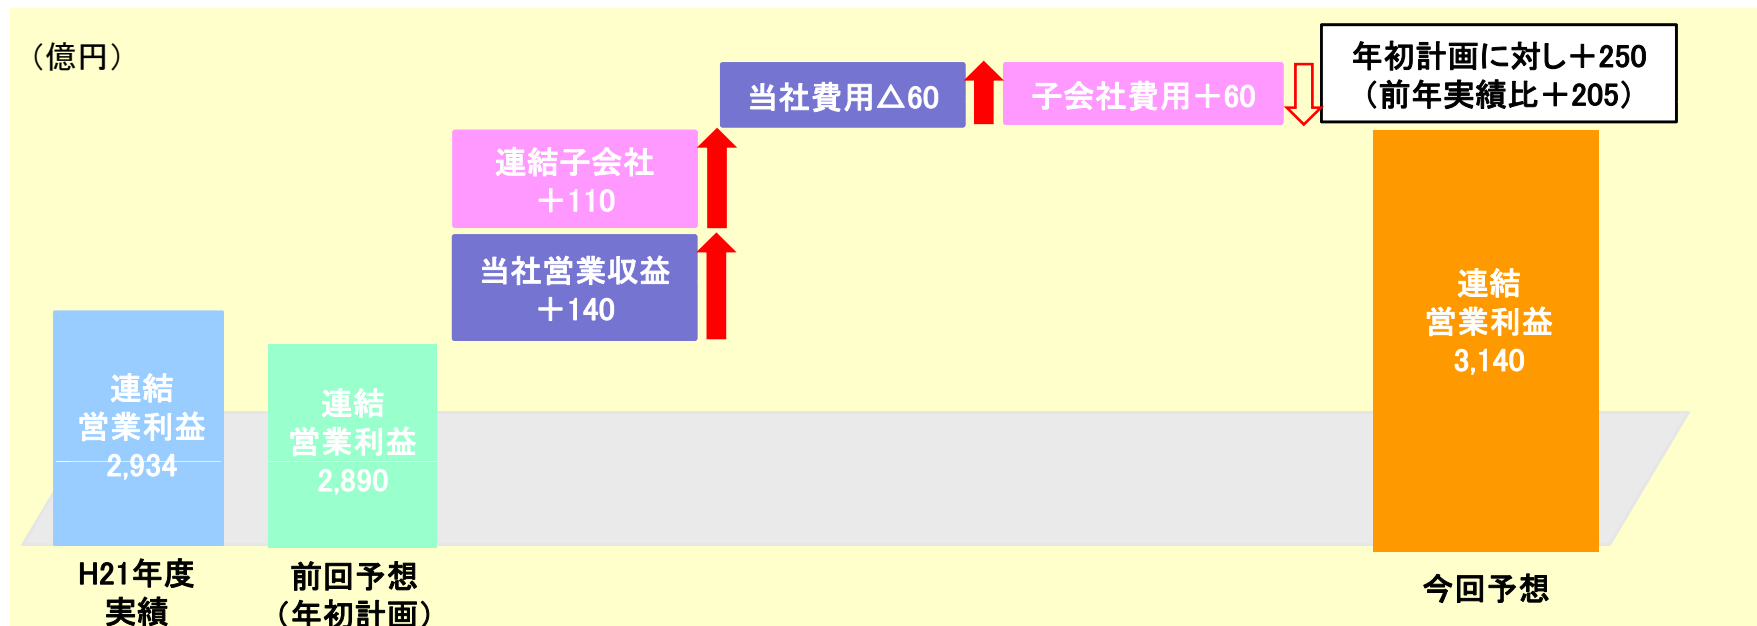 （億円）
年初計画に対し＋250
（前年実績比＋205）
当社費用△60
子会社費用＋60
連結子会社
＋110
当社営業収益
＋140
連結
営業利益
2,934
連結
営業利益
2,890
連結
営業利益
3,140
H21年度
実績
前回予想
（年初計画）
今回予想